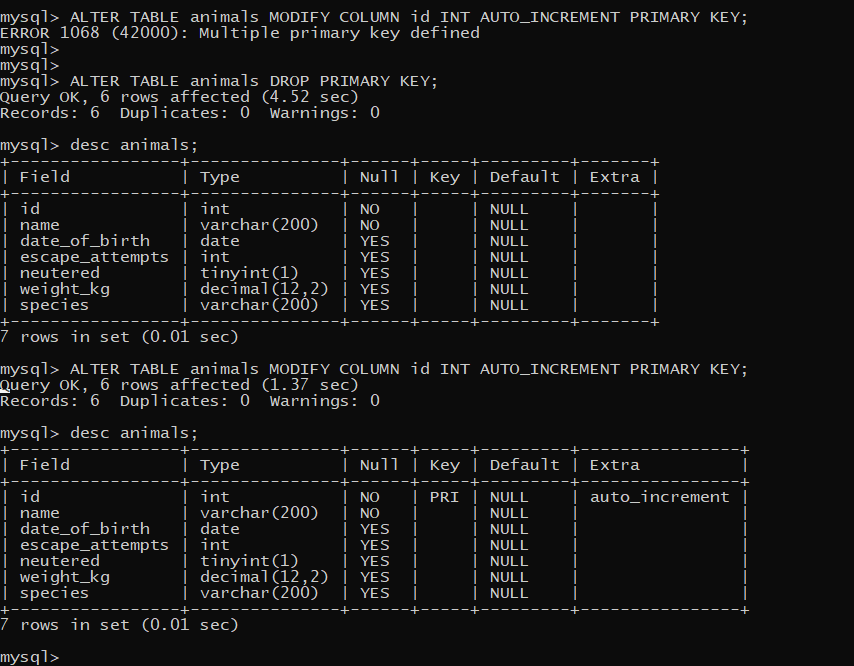 mysql> ALTER TABLE animals MODIFY COLUMN id INT AUTO_INCREMENT PRIMARY KEY;
ERROR 1068 (42000): Multiple primary key defined
mysql>
mysql>
mysql> ALTER TABLE animals DROP PRIMARY KEY;
Query OK, 6 rows affected (4.52 sec)
Records: 6  Duplicates: 0  Warnings: 0

mysql> desc animals;
+-----------------+---------------+------+-----+---------+-------+
| Field           | Type          | Null | Key | Default | Extra |
+-----------------+---------------+------+-----+---------+-------+
| id              | int           | NO   |     | NULL    |       |
| name            | varchar(200)  | NO   |     | NULL    |       |
| date_of_birth   | date          | YES  |     | NULL    |       |
| escape_attempts | int           | YES  |     | NULL    |       |
| neutered        | tinyint(1)    | YES  |     | NULL    |       |
| weight_kg       | decimal(12,2) | YES  |     | NULL    |       |
| species         | varchar(200)  | YES  |     | NULL    |       |
+-----------------+---------------+------+-----+---------+-------+
7 rows in set (0.01 sec)

mysql> ALTER TABLE animals MODIFY COLUMN id INT AUTO_INCREMENT PRIMARY KEY;
Query OK, 6 rows affected (1.37 sec)
Records: 6  Duplicates: 0  Warnings: 0

mysql> desc animals;
+-----------------+---------------+------+-----+---------+----------------+
| Field           | Type          | Null | Key | Default | Extra          |
+-----------------+---------------+------+-----+---------+----------------+
| id              | int           | NO   | PRI | NULL    | auto_increment |
| name            | varchar(200)  | NO   |     | NULL    |                |
| date_of_birth   | date          | YES  |     | NULL    |                |
| escape_attempts | int           | YES  |     | NULL    |                |
| neutered        | tinyint(1)    | YES  |     | NULL    |                |
| weight_kg       | decimal(12,2) | YES  |     | NULL    |                |
| species         | varchar(200)  | YES  |     | NULL    |                |
+-----------------+---------------+------+-----+---------+----------------+
7 rows in set (0.01 sec)

mysql>